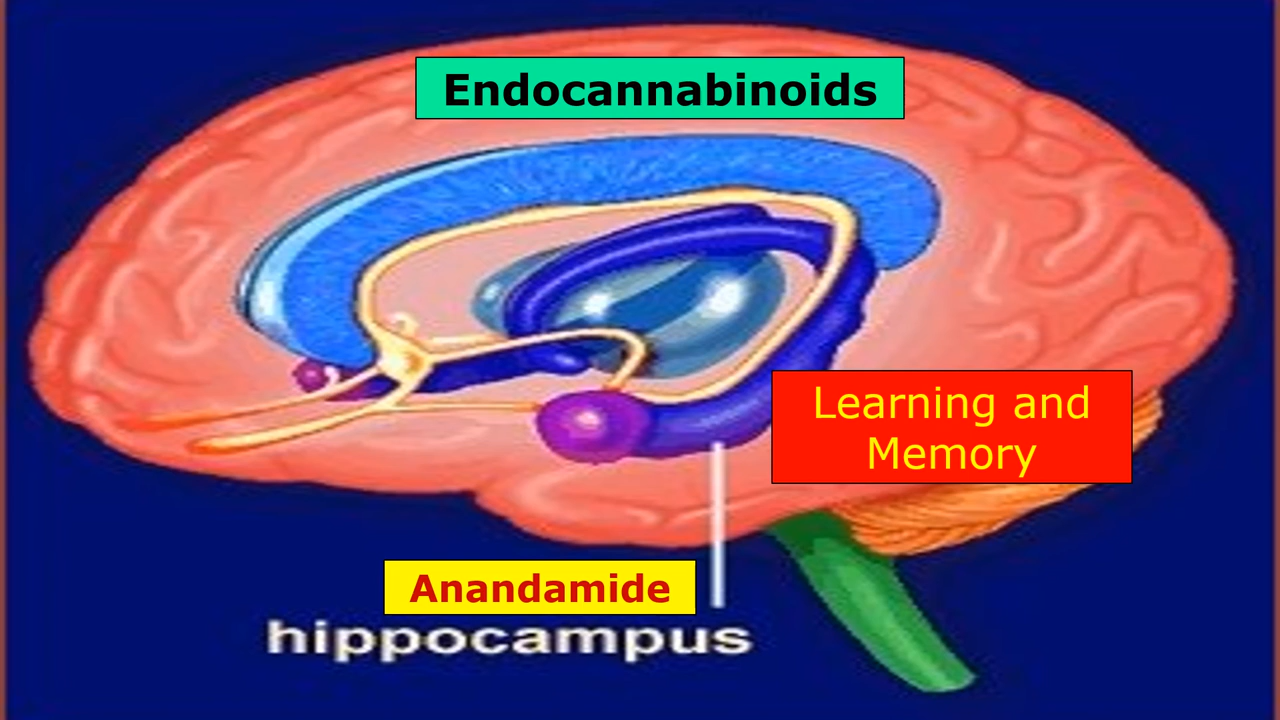 Endocannabinoids
Learning and
Memory
Anandamide
hippocampus